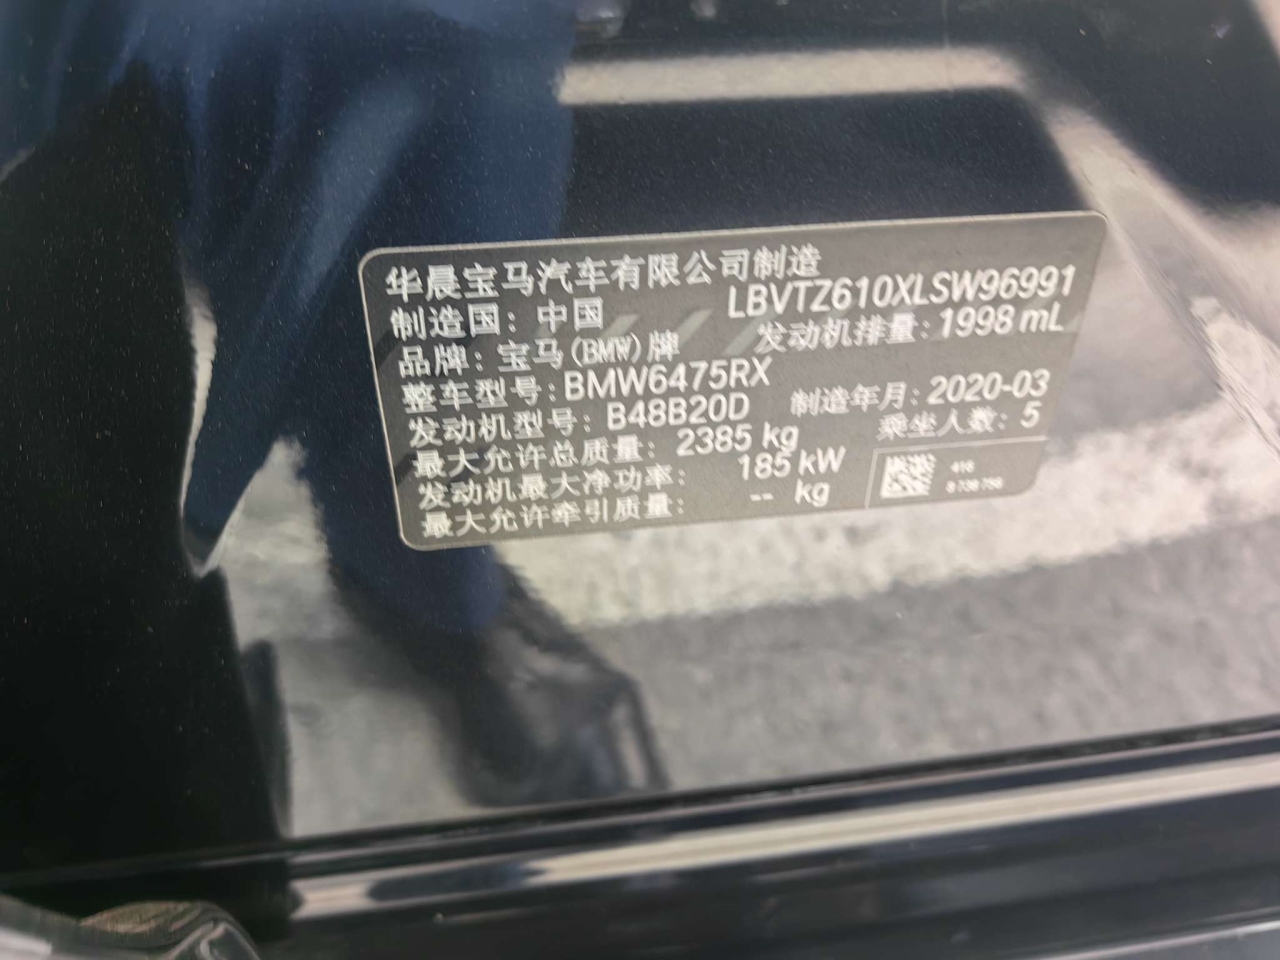 华晨宝马汽车有限公司制造
制造国：中国 LBVTZ610XLSW96991
品牌：宝马(BMW)牌 发动机排量：1998 mL
整车型号：BMW6475RX
发动机型号：B48B20D 制造年月：2020-03
最大允许总质量：2385 kg 乘坐人数：5
发动机最大净功率：185 kW
最大允许牵引质量：-- kg
416
8 738 758